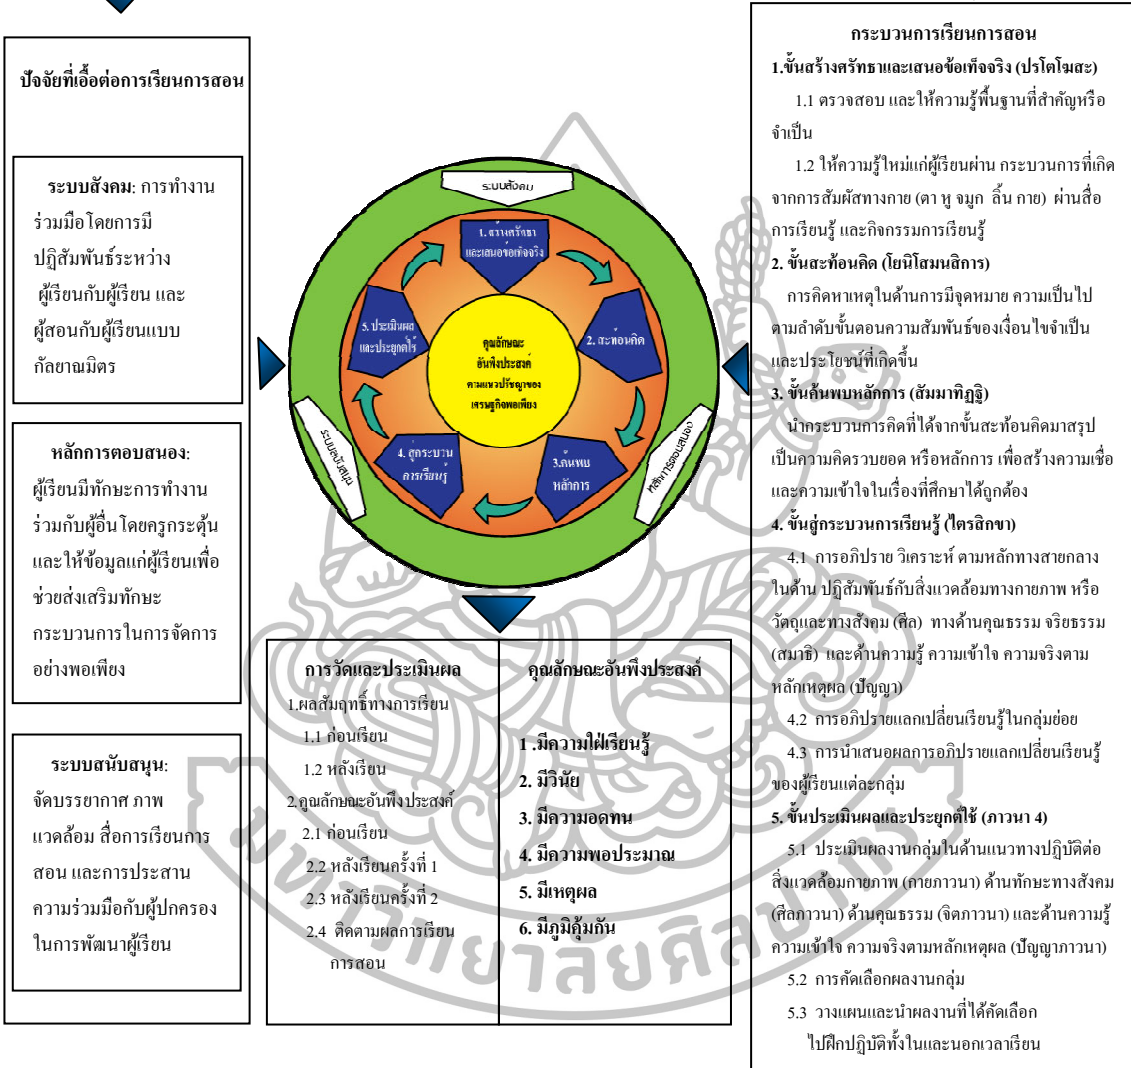 ปัจจัยที่เอื้อต่อการเรียนการสอน
ระบบสังคม: การทำงาน
ร่วมมือโดยการมี
ปฏิสัมพันธ์ระหว่าง
ผู้เรียนกับผู้เรียน และ
ผู้สอนกับผู้เรียนแบบ
กัลยาณมิตร
หลักการตอบสนอง:
ผู้เรียนมีทักษะการทำงาน
ร่วมกับผู้อื่นโดยครูกระตุ้น
และให้ข้อมูลแก่ผู้เรียนเพื่อ
ช่วยส่งเสริมทักษะ
กระบวนการในการจัดการ
อย่างพอเพียง
ระบบสนับสนุน:
จัดบรรยากาศ ภาพ
แวดล้อม สื่อการเรียนการ
สอน และการประสาน
ความร่วมมือกับผู้ปกครอง
ในการพัฒนาผู้เรียน
ระบบสังคม
1. สร้างศรัทธา
และเสนอข้อเท็จจริง
2. สะท้อนคิด
3.ค้นพบ
หลักการ
4. สู่กระบวน
การเรียนรู้
5. ประเมินผล
และประยุกต์ใช้
คุณลักษณะ
อันพึงประสงค์
ตามแนวปรัชญาของ
เศรษฐกิจพอเพียง
ระบบสนับสนุน
หลักการตอบสนอง
การวัดและประเมินผล
1.ผลสัมฤทธิ์ทางการเรียน
1.1 ก่อนเรียน
1.2 หลังเรียน
2.คุณลักษณะอันพึงประสงค์
2.1 ก่อนเรียน
2.2 หลังเรียนครั้งที่ 1
2.3 หลังเรียนครั้งที่ 2
2.4 ติดตามผลการเรียน
การสอน
คุณลักษณะอันพึงประสงค์
1 .มีความใฝ่เรียนรู้
2. มีวินัย
3. มีความอดทน
4. มีความพอประมาณ
5. มีเหตุผล
6. มีภูมิคุ้มกัน
กระบวนการเรียนการสอน
1.ขั้นสร้างศรัทธาและเสนอข้อเท็จจริง (ปรโตโฆสะ)
1.1 ตรวจสอบ และให้ความรู้พื้นฐานที่สำคัญหรือ
จำเป็น
1.2 ให้ความรู้ใหม่แก่ผู้เรียนผ่าน กระบวนการที่เกิด
จากการสัมผัสทางกาย (ตา หู จมูก ลิ้น กาย) ผ่านสื่อ
การเรียนรู้ และกิจกรรมการเรียนรู้
2. ขั้นสะท้อนคิด (โยนิโสมนสิการ)
การคิดหาเหตุในด้านการมีจุดหมาย ความเป็นไป
ตามลำดับขั้นตอนความสัมพันธ์ของเงื่อนไขจำเป็น
และประโยชน์ที่เกิดขึ้น
3. ขั้นค้นพบหลักการ (สัมมาทิฏฐิ)
นำกระบวนการคิดที่ได้จากขั้นสะท้อนคิดมาสรุป
เป็นความคิดรวบยอด หรือหลักการ เพื่อสร้างความเชื่อ
และความเข้าใจในเรื่องที่ศึกษาได้ถูกต้อง
4. ขั้นสู่กระบวนการเรียนรู้ (ไตรสิกขา)
4.1 การอภิปราย วิเคราะห์ ตามหลักทางสายกลาง
ในด้าน ปฏิสัมพันธ์กับสิ่งแวดล้อมทางกายภาพ หรือ
วัตถุและทางสังคม (ศีล) ทางด้านคุณธรรม จริยธรรม
(สมาธิ) และด้านความรู้ ความเข้าใจ ความจริงตาม
หลักเหตุผล (ปัญญา)
4.2 การอภิปรายแลกเปลี่ยนเรียนรู้ในกลุ่มย่อย
4.3 การนำเสนอผลการอภิปรายแลกเปลี่ยนเรียนรู้
ของผู้เรียนแต่ละกลุ่ม
5. ขั้นประเมินผลและประยุกต์ใช้ (ภาวนา 4)
5.1 ประเมินผลงานกลุ่มในด้านแนวทางปฏิบัติต่อ
สิ่งแวดล้อมกายภาพ (กายภาวนา) ด้านทักษะทางสังคม
(ศีลภาวนา) ด้านคุณธรรม (จิตภาวนา) และด้านความรู้
ความเข้าใจ ความจริงตามหลักเหตุผล (ปัญญาภาวนา)
5.2 การคัดเลือกผลงานกลุ่ม
5.3 วางแผนและนำผลงานที่ได้คัดเลือก
ไปฝึกปฏิบัติทั้งในและนอกเวลาเรียน
มหาวิทยาลัยศิลปากร